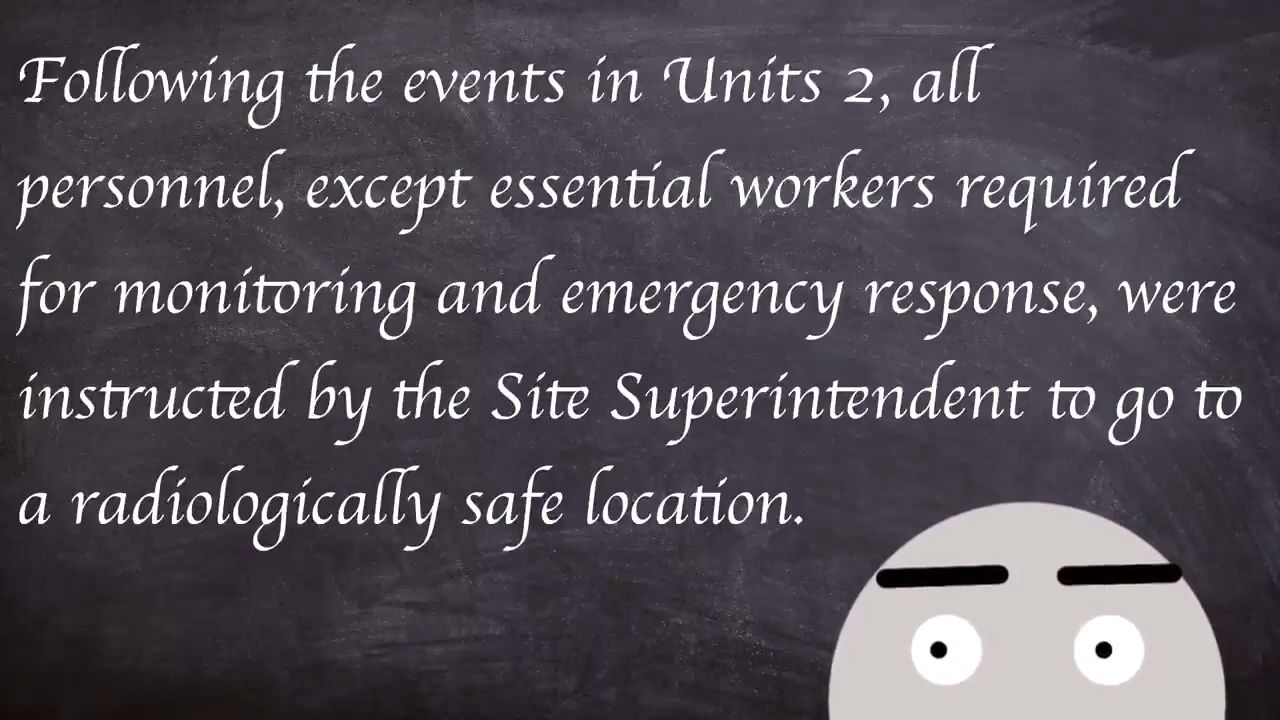 Following the events in Units 2, all
personnel, except essential workers required
for monitoring and emergency response, were
instructed by the Site Superintendent to go to
a radiologically safe location.